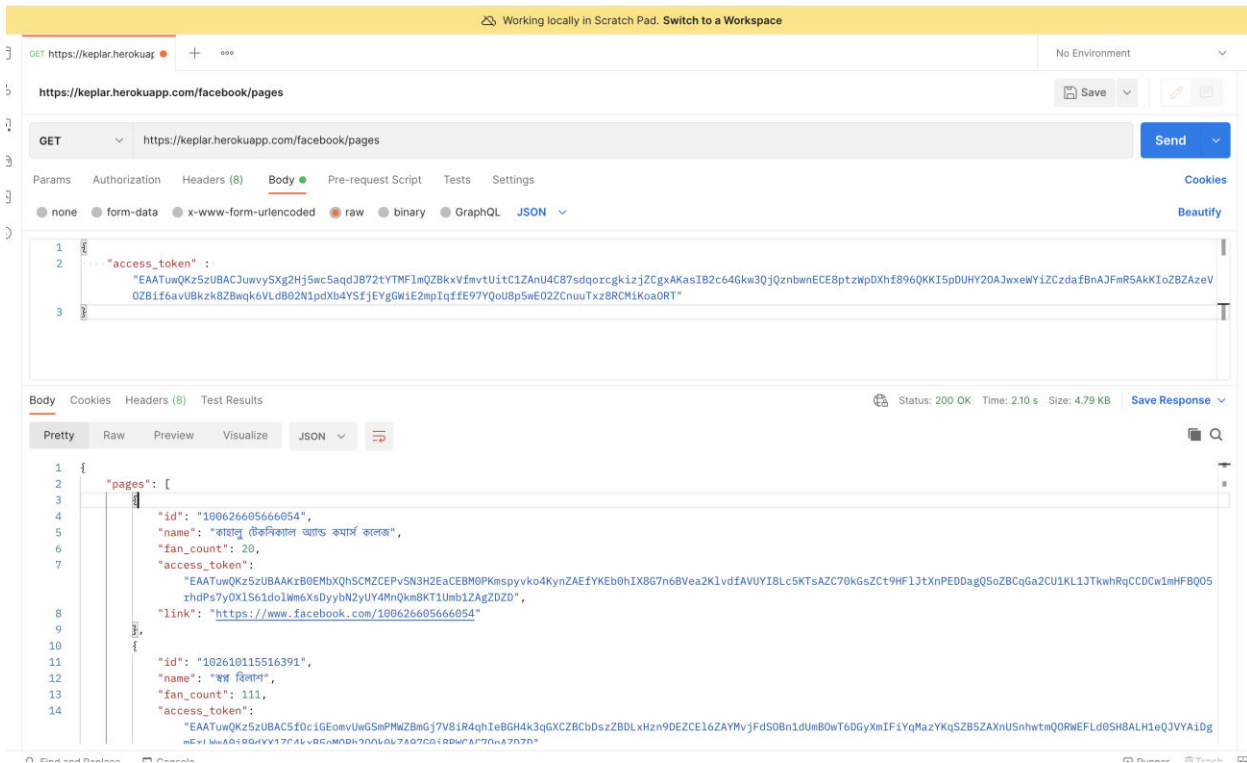 Working locally in Scratch Pad. Switch to a Workspace
GET https://keplar.herokuap
No Environment
https://keplar.herokuapp.com/facebook/pages
Save
GET https://keplar.herokuapp.com/facebook/pages Send
Params Authorization Headers (8) Body Pre-request Script Tests Settings Cookies
none form-data x-www-form-urlencoded raw binary GraphQL JSON Beautify
1 {
2 "access_token" :
3 }
Body Cookies Headers (8) Test Results Status: 200 OK Time: 2.10 s Size: 4.79 KB Save Response
Pretty Raw Preview Visualize JSON
1 {
2 "pages": [
3 {
4 "id": "100626605666054",
5 "name": "কাহালু টেকনিক্যাল অ্যান্ড কমার্স কলেজ",
6 "fan_count": 20,
7 "access_token":
8 "link": "https://www.facebook.com/100626605666054"
9 },
10 {
11 "id": "102610115516391",
12 "name": "স্বপ্ন বিলাশ",
13 "fan_count": 111,
14 "access_token":
Find and Replace Console Runner Trash